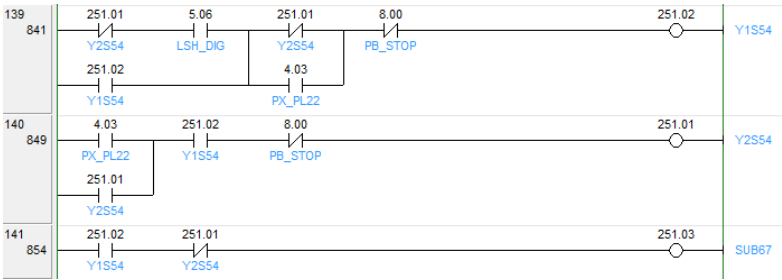 139 251.01 5.06 251.01 8.00 251.02
841 Y1S54
Y2S54 LSH_DIG Y2S54 PB_STOP
251.02 4.03
Y1S54 PX_PL22
140 4.03 251.02 8.00 251.01
849 Y2S54
PX_PL22 Y1S54 PB_STOP
251.01
Y2S54
141 251.02 251.01 251.03
854 SUB67
Y1S54 Y2S54